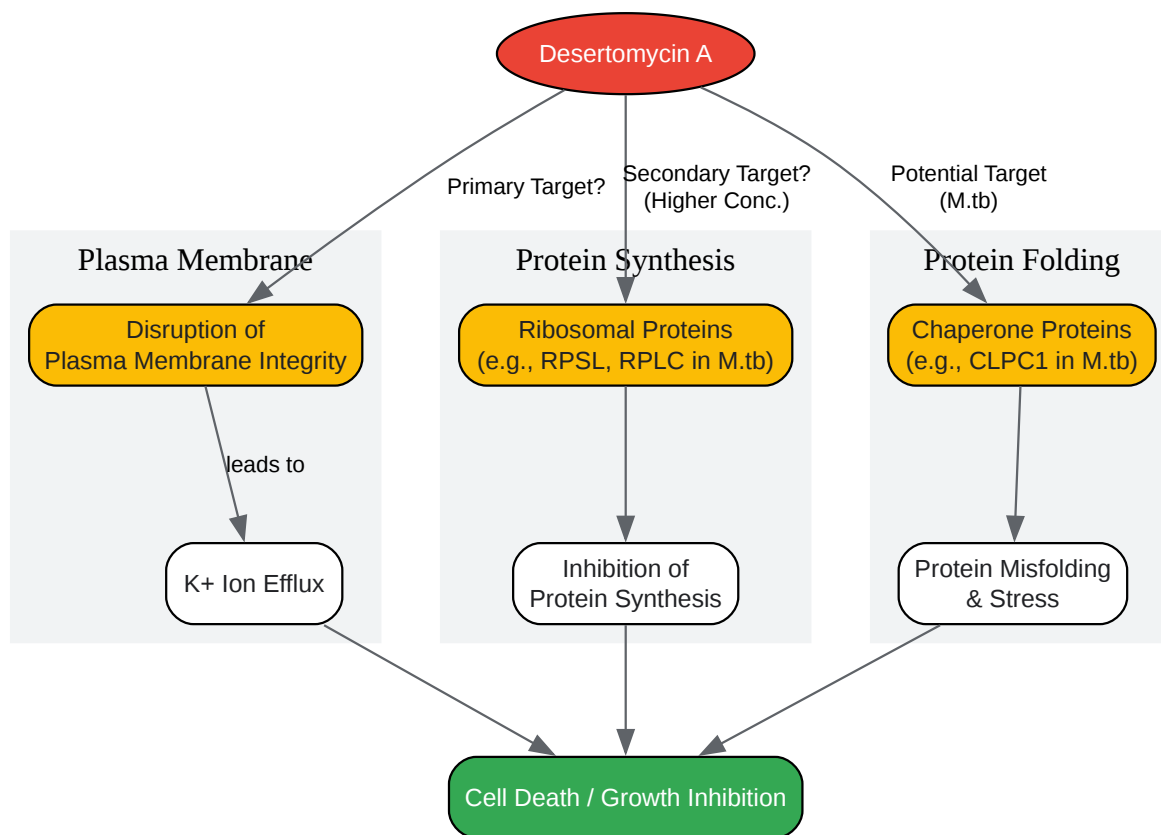 Desertomycin A
Primary Target?
Secondary Target?
(Higher Conc.)
Potential Target
(M.tb)
Plasma Membrane
Protein Synthesis
Protein Folding
Disruption of
Plasma Membrane Integrity
Ribosomal Proteins
(e.g., RPSL, RPLC in M.tb)
Chaperone Proteins
(e.g., CLPC1 in M.tb)
leads to
K+ Ion Efflux
Inhibition of
Protein Synthesis
Protein Misfolding
& Stress
Cell Death / Growth Inhibition